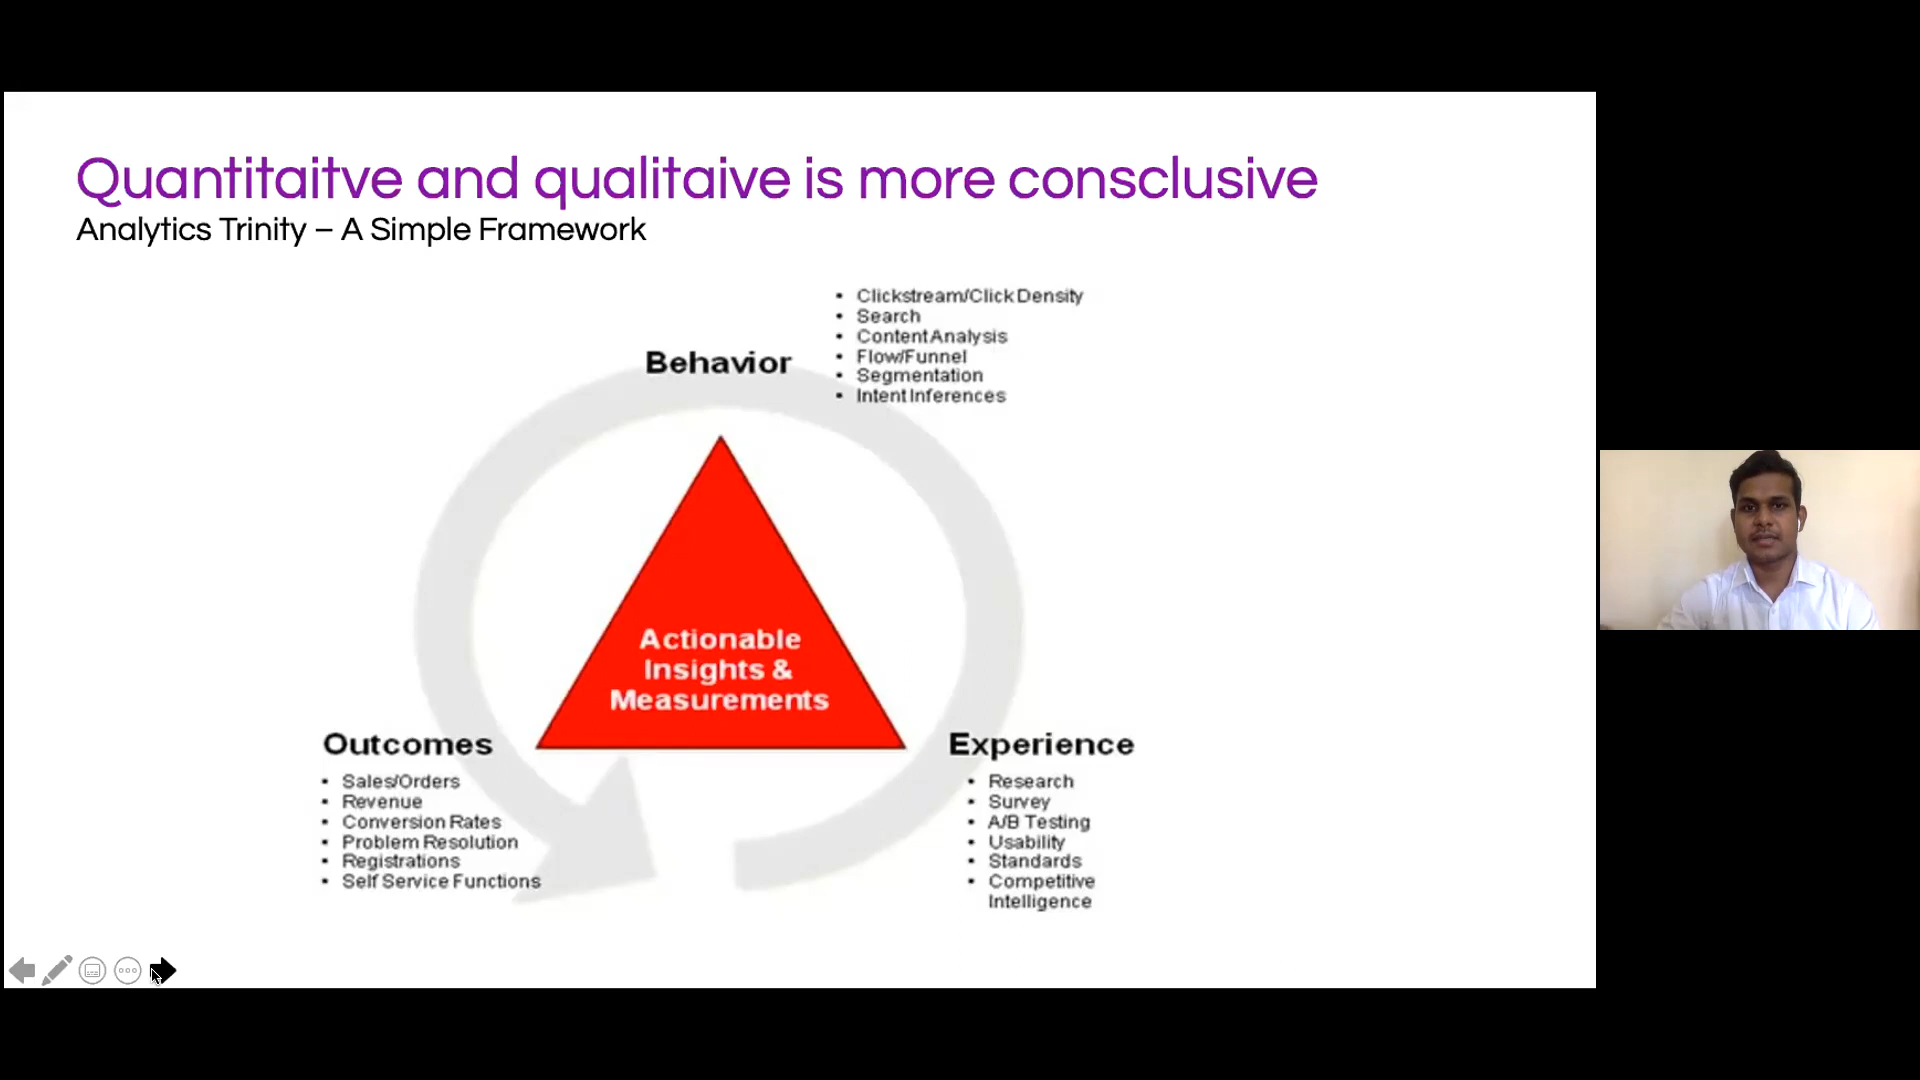 Quantitaitve and qualitaive is more consclusive
Analytics Trinity – A Simple Framework
• Clickstream/Click Density
• Search
• Content Analysis
• Flow/Funnel
• Segmentation
• Intent Inferences
Behavior
Actionable
Insights &
Measurements
Outcomes
• Sales/Orders
• Revenue
• Conversion Rates
• Problem Resolution
• Registrations
• Self Service Functions
Experience
• Research
• Survey
• A/B Testing
• Usability
• Standards
• Competitive
Intelligence